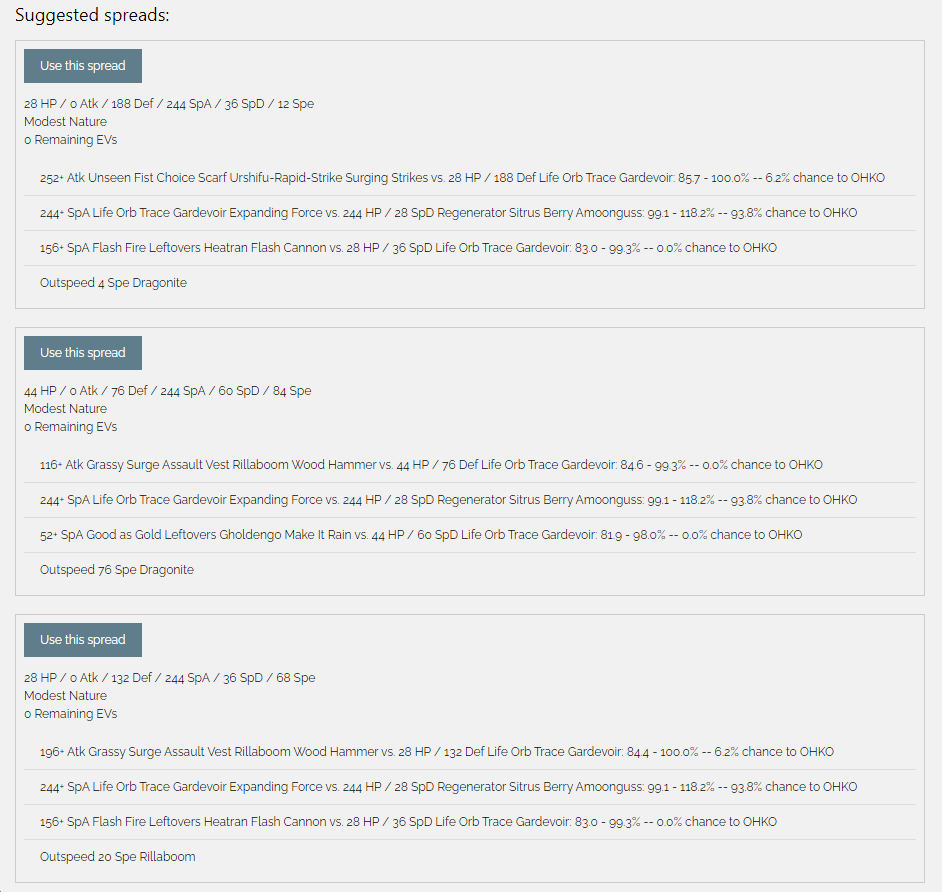 Suggested spreads:
Use this spread
28 HP / 0 Atk / 188 Def / 244 SpA / 36 SpD / 12 Spe
Modest Nature
0 Remaining EVs
252+ Atk Unseen Fist Choice Scarf Urshifu-Rapid-Strike Surging Strikes vs. 28 HP / 188 Def Life Orb Trace Gardevoir: 85.7 - 100.0% -- 6.2% chance to OHKO
244+ SpA Life Orb Trace Gardevoir Expanding Force vs. 244 HP / 28 SpD Regenerator Sitrus Berry Amoonguss: 99.1 - 118.2% -- 93.8% chance to OHKO
156+ SpA Flash Fire Leftovers Heatran Flash Cannon vs. 28 HP / 36 SpD Life Orb Trace Gardevoir: 83.0 - 99.3% -- 0.0% chance to OHKO
Outspeed 4 Spe Dragonite
Use this spread
44 HP / 0 Atk / 76 Def / 244 SpA / 60 SpD / 84 Spe
Modest Nature
0 Remaining EVs
116+ Atk Grassy Surge Assault Vest Rillaboom Wood Hammer vs. 44 HP / 76 Def Life Orb Trace Gardevoir: 84.6 - 99.3% -- 0.0% chance to OHKO
244+ SpA Life Orb Trace Gardevoir Expanding Force vs. 244 HP / 28 SpD Regenerator Sitrus Berry Amoonguss: 99.1 - 118.2% -- 93.8% chance to OHKO
52+ SpA Good as Gold Leftovers Gholdengo Make It Rain vs. 44 HP / 60 SpD Life Orb Trace Gardevoir: 81.9 - 98.0% -- 0.0% chance to OHKO
Outspeed 76 Spe Dragonite
Use this spread
28 HP / 0 Atk / 132 Def / 244 SpA / 36 SpD / 68 Spe
Modest Nature
0 Remaining EVs
196+ Atk Grassy Surge Assault Vest Rillaboom Wood Hammer vs. 28 HP / 132 Def Life Orb Trace Gardevoir: 84.4 - 100.0% -- 6.2% chance to OHKO
244+ SpA Life Orb Trace Gardevoir Expanding Force vs. 244 HP / 28 SpD Regenerator Sitrus Berry Amoonguss: 99.1 - 118.2% -- 93.8% chance to OHKO
156+ SpA Flash Fire Leftovers Heatran Flash Cannon vs. 28 HP / 36 SpD Life Orb Trace Gardevoir: 83.0 - 99.3% -- 0.0% chance to OHKO
Outspeed 20 Spe Rillaboom